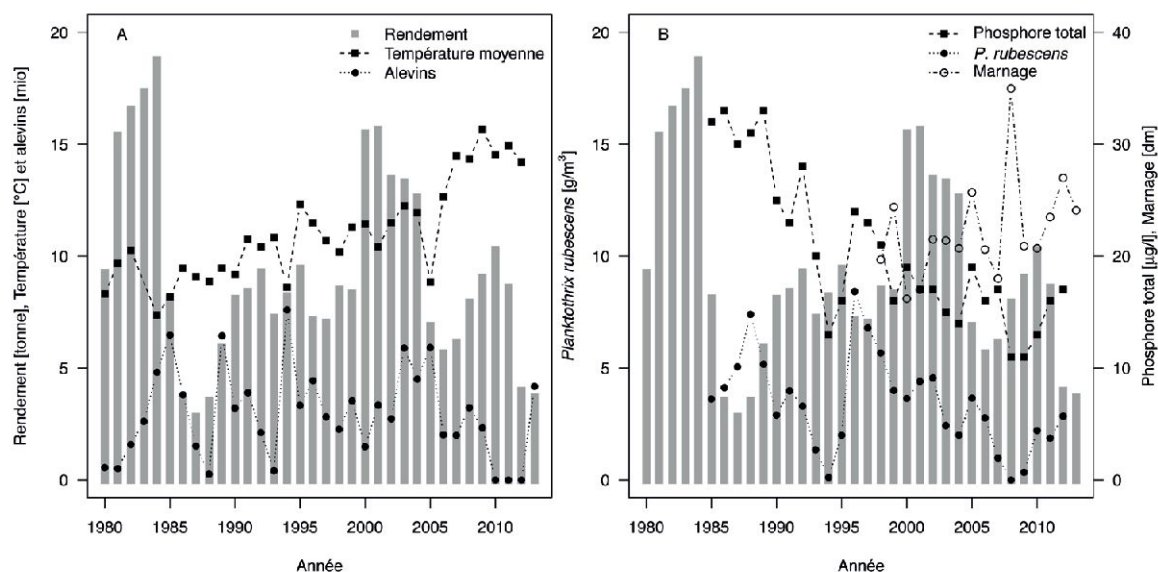 A
Rendement
Température moyenne
Alevins
20
15
10
5
0
Rendement [tonne], Température [°C] et alevins [mio]
1980 1985 1990 1995 2000 2005 2010
Année
B
Phosphore total
P. rubescens
Marnage
20
15
10
5
0
Planktothrix rubescens [g/m³]
40
30
20
10
0
Phosphore total [µg/l], Marnage [dm]
1980 1985 1990 1995 2000 2005 2010
Année